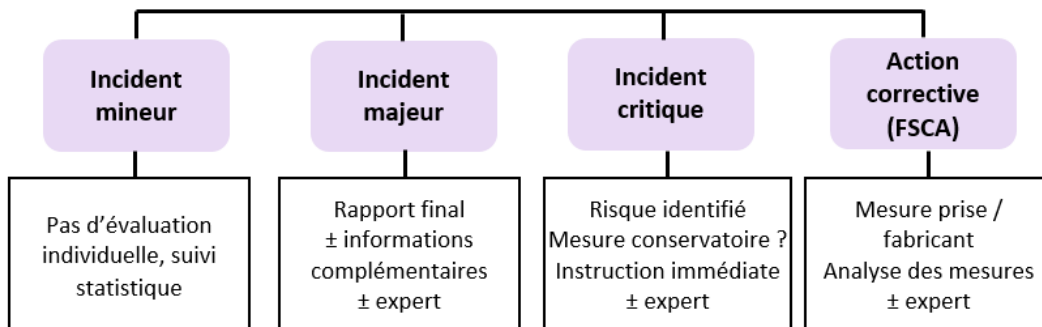 Incident
mineur
Incident
majeur
Incident
critique
Action
corrective
(FSCA)
Pas d’évaluation
individuelle, suivi
statistique
Rapport final
± informations
complémentaires
± expert
Risque identifié
Mesure conservatoire ?
Instruction immédiate
± expert
Mesure prise /
fabricant
Analyse des mesures
± expert